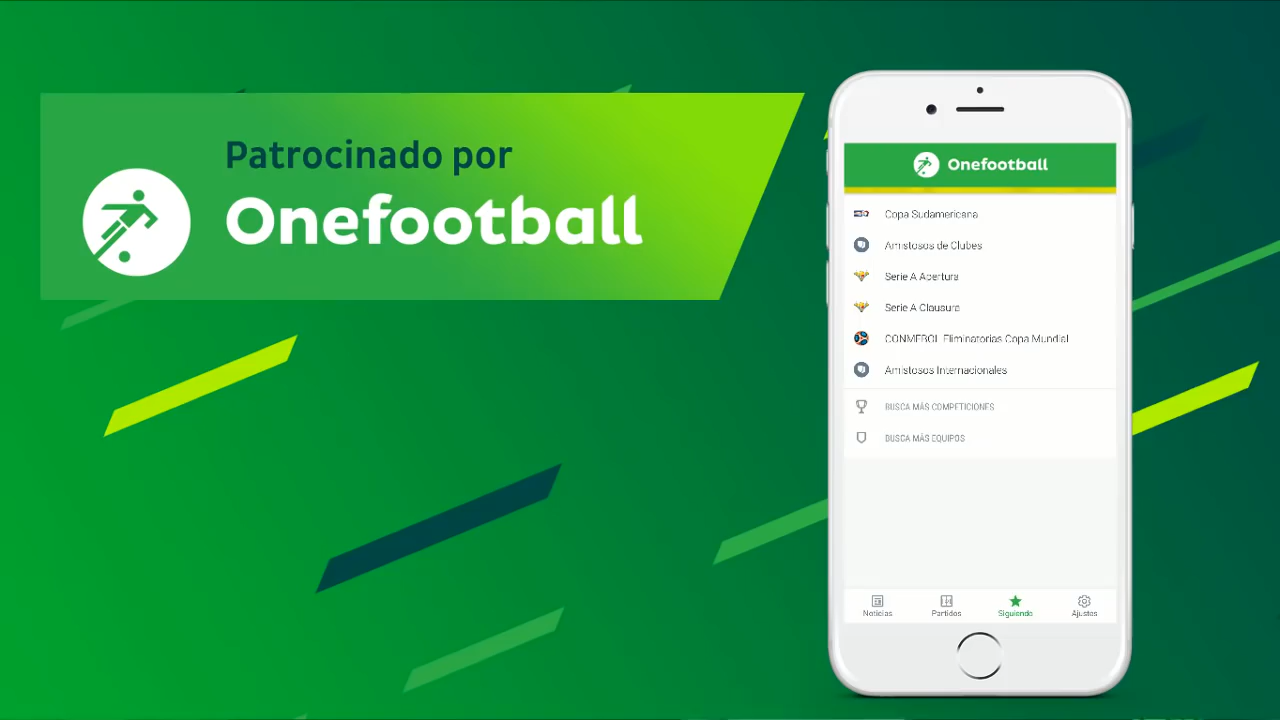 Patrocinado por
Onefootball
Onefootball
Copa Sudamericana
Amistosos de Clubes
Serie A Apertura
Serie A Clausura
CONMEBOL Eliminatorias Copa Mundial
Amistosos Internacionales
BUSCA MÁS COMPETICIONES
BUSCA MÁS EQUIPOS
Noticias
Partidos
Siguiendo
Ajustes